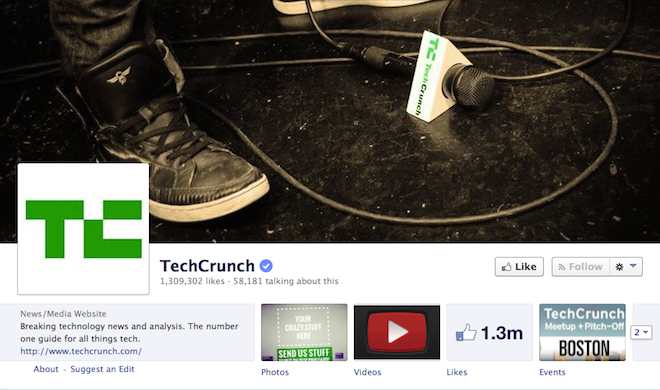 TC TechCrunch
TC
TechCrunch
1,309,302 likes · 58,181 talking about this
Like
Follow
News/Media Website
Breaking technology news and analysis. The number
one guide for all things tech.
http://www.techcrunch.com/
About - Suggest an Edit
YOUR
CRAZY STUFF
HERE
SEND US STUFF
Photos
Videos
1.3m
Likes
TechCrunch
Meetup + Pitch-Off
BOSTON
Events
2